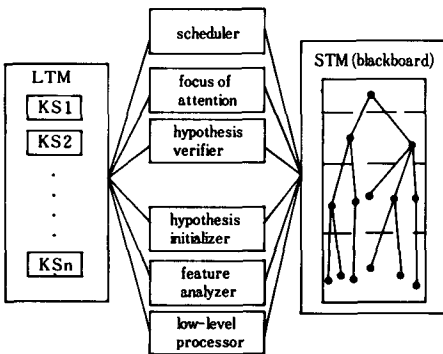 LTM
KS1
KS2
KSn
scheduler
focus of
attention
hypothesis
verifier
hypothesis
initializer
feature
analyzer
low-level
processor
STM (blackboard)